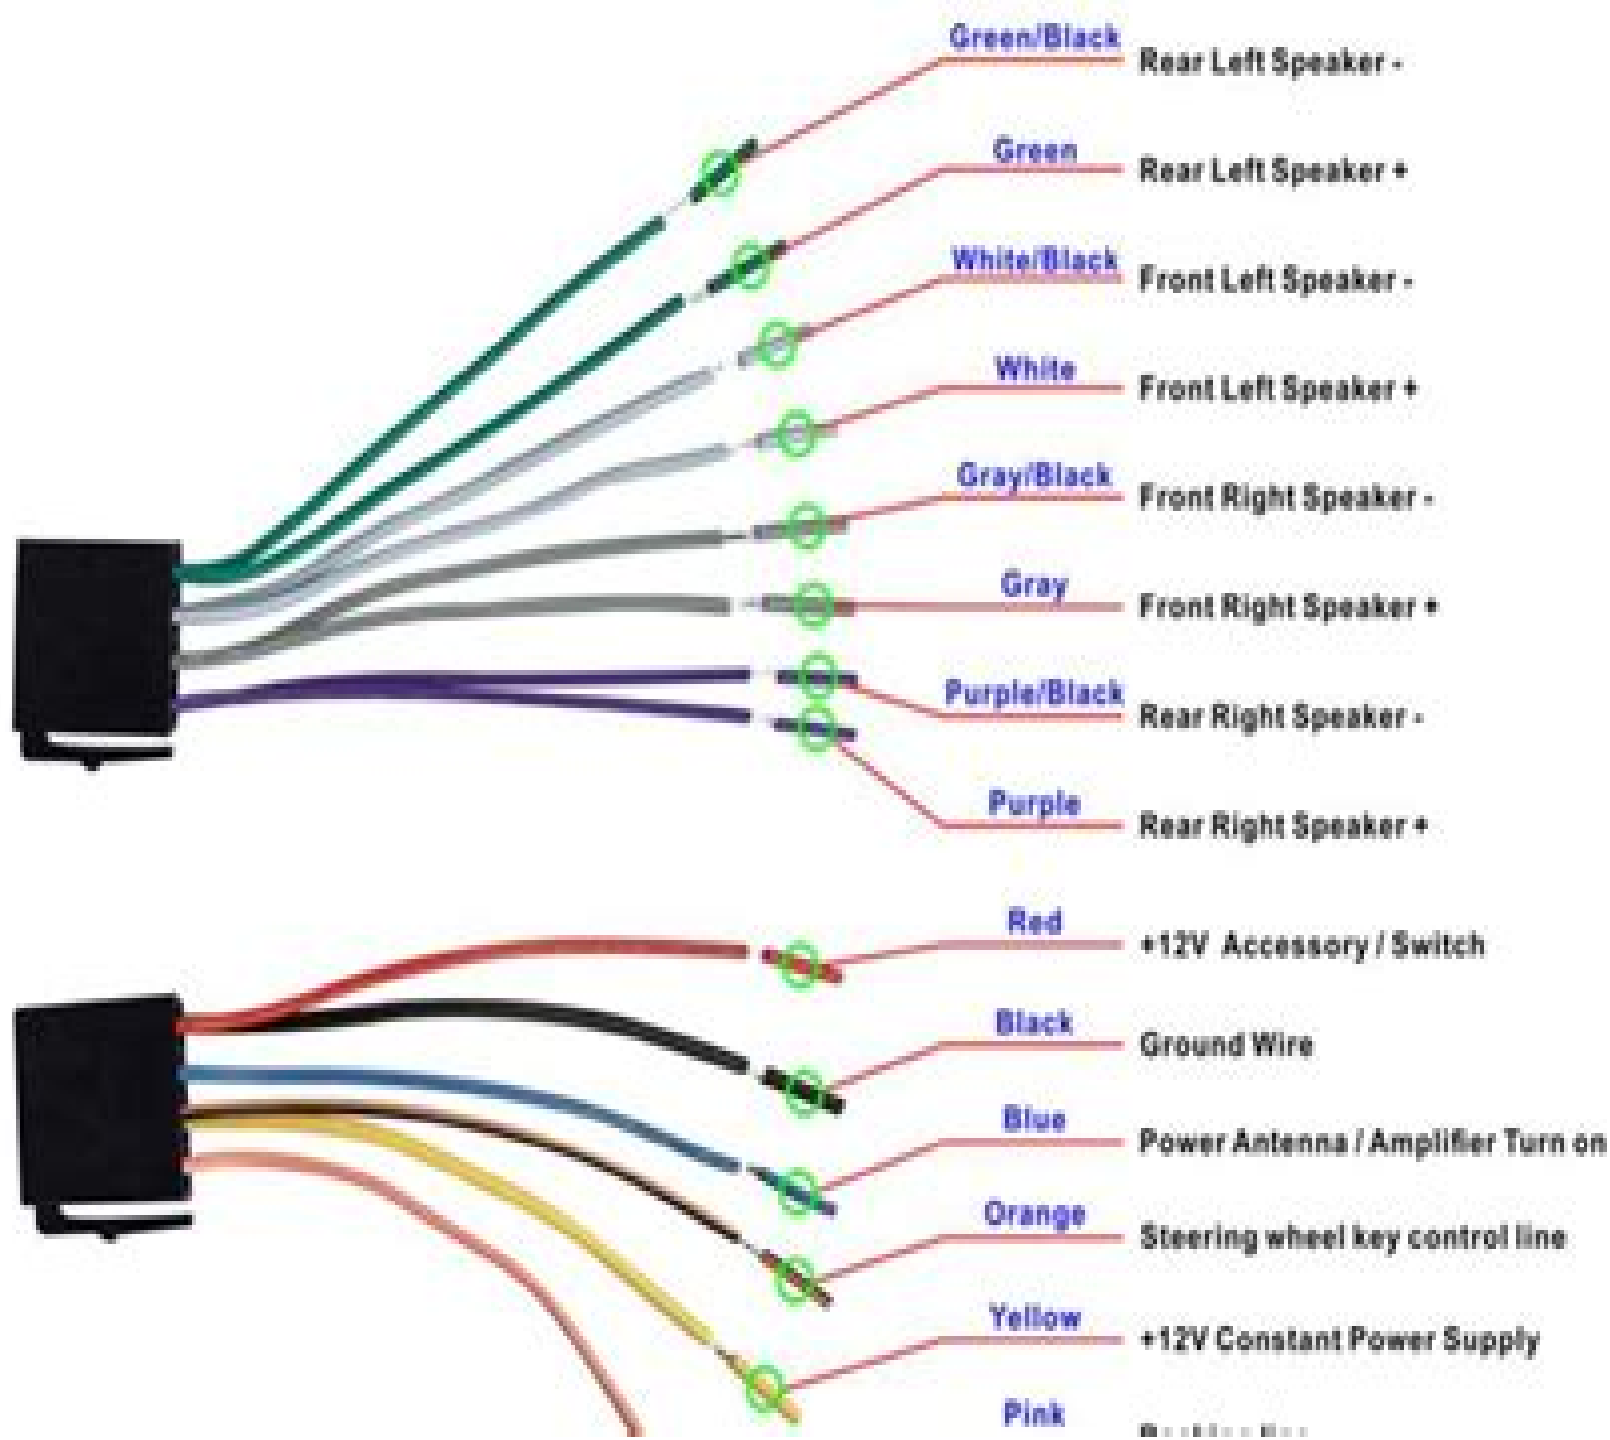 Green/Black
Rear Left Speaker -
Green
Rear Left Speaker +
White/Black
Front Left Speaker -
White
Front Left Speaker +
Gray/Black
Front Right Speaker -
Gray
Front Right Speaker +
Purple/Black
Rear Right Speaker -
Purple
Rear Right Speaker +
Red
+12V Accessory / Switch
Black
Ground Wire
Blue
Power Antenna / Amplifier Turn on
Orange
Steering wheel key control line
Yellow
+12V Constant Power Supply
Pink